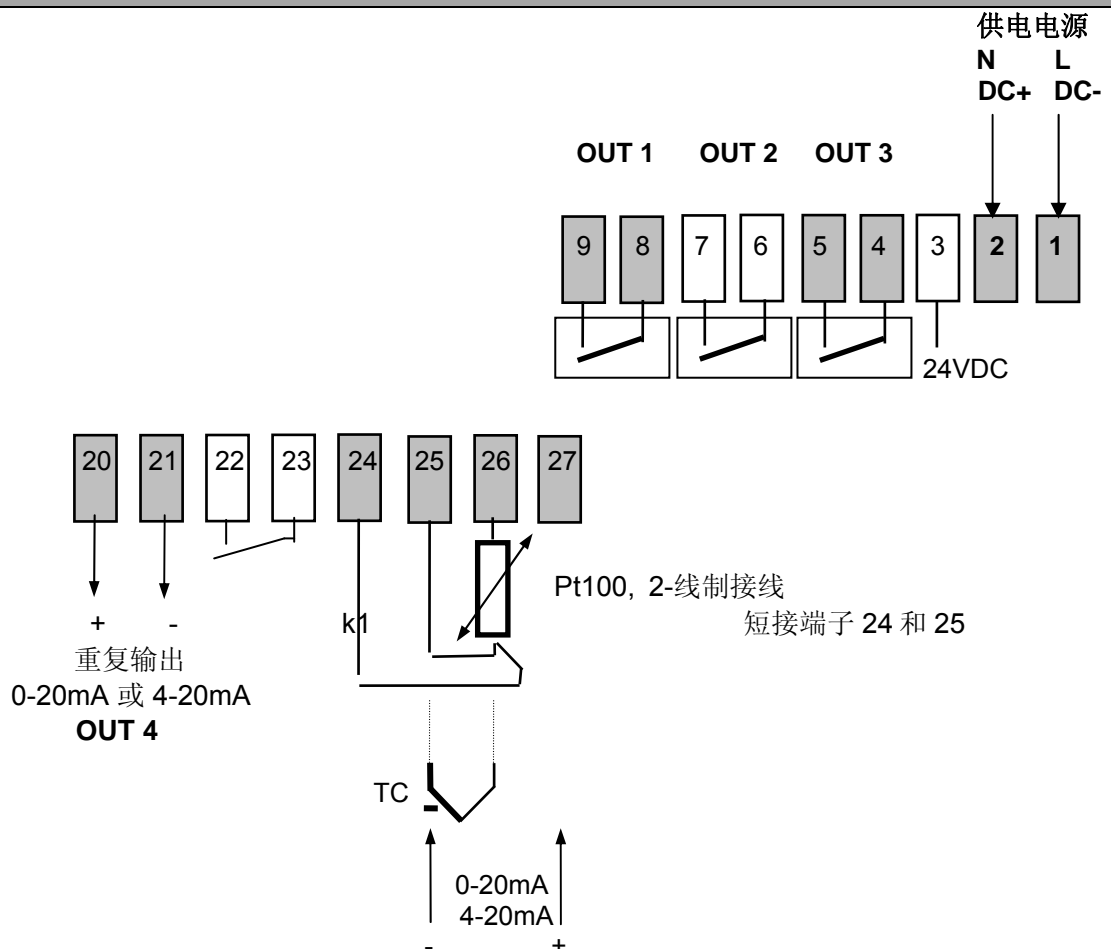 供电电源
N L
DC+ DC-
OUT 1 OUT 2 OUT 3
9 8 7 6 5 4 3 2 1
24VDC
20 21 22 23 24 25 26 27
Pt100, 2-线制接线
短接端子 24 和 25
+ -
k1
重复输出
0-20mA 或 4-20mA
OUT 4
TC
-
0-20mA
4-20mA
- +